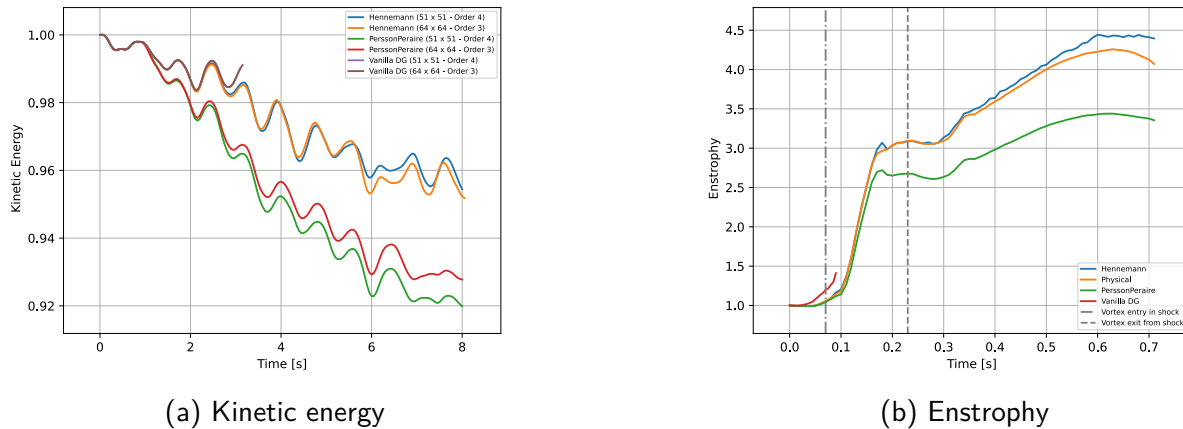 1.00
0.98
0.96
0.94
0.92
Kinetic Energy
0
2
4
6
8
Time [s]
Hennemann (51 x 51 - Order 4)
Hennemann (64 x 64 - Order 3)
PerssonPeraire (51 x 51 - Order 4)
PerssonPeraire (64 x 64 - Order 3)
Vanilla DG (51 x 51 - Order 4)
Vanilla DG (64 x 64 - Order 3)
(a) Kinetic energy
4.5
4.0
3.5
3.0
2.5
2.0
1.5
1.0
Enstrophy
0.0
0.1
0.2
0.3
0.4
0.5
0.6
0.7
Time [s]
Hennemann
Physical
PerssonPeraire
Vanilla DG
Vortex entry in shock
Vortex exit from shock
(b) Enstrophy